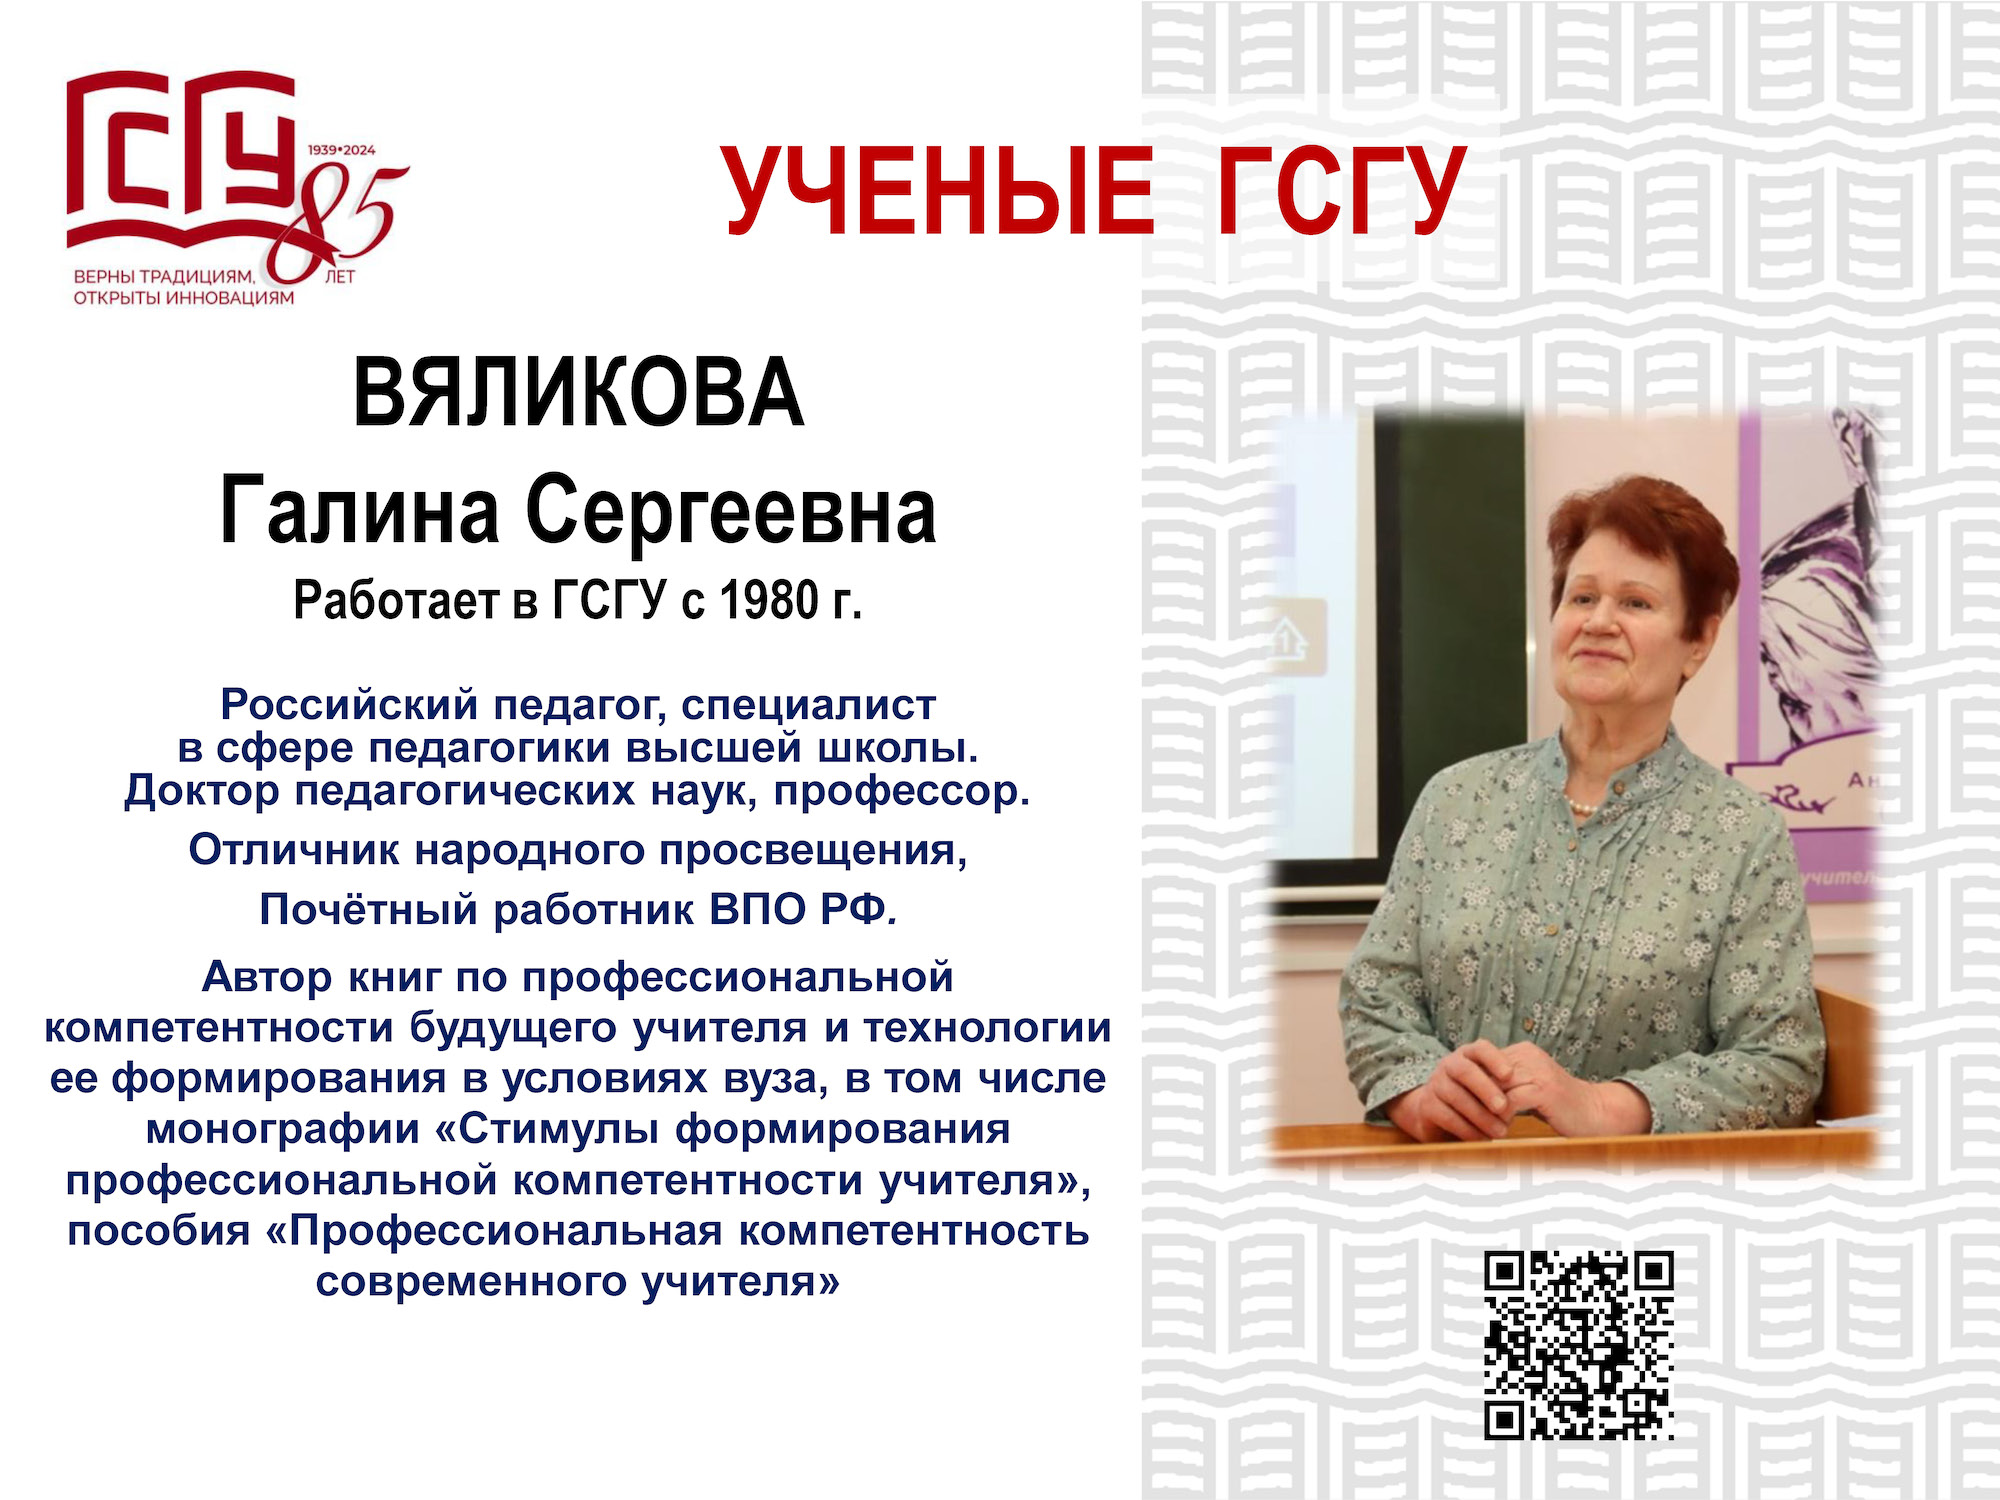 ГСГУ
1939•2024
85
ВЕРНЫ ТРАДИЦИЯМ, ЛЕТ
ОТКРЫТЫ ИННОВАЦИЯМ
УЧЕНЫЕ ГСГУ
ВЯЛИКОВА
Галина Сергеевна
Работает в ГСГУ с 1980 г.
Российский педагог, специалист
в сфере педагогики высшей школы.
Доктор педагогических наук, профессор.
Отличник народного просвещения,
Почётный работник ВПО РФ.
Автор книг по профессиональной
компетентности будущего учителя и технологии
ее формирования в условиях вуза, в том числе
монографии «Стимулы формирования
профессиональной компетентности учителя»,
пособия «Профессиональная компетентность
современного учителя»
1
Ан
учител